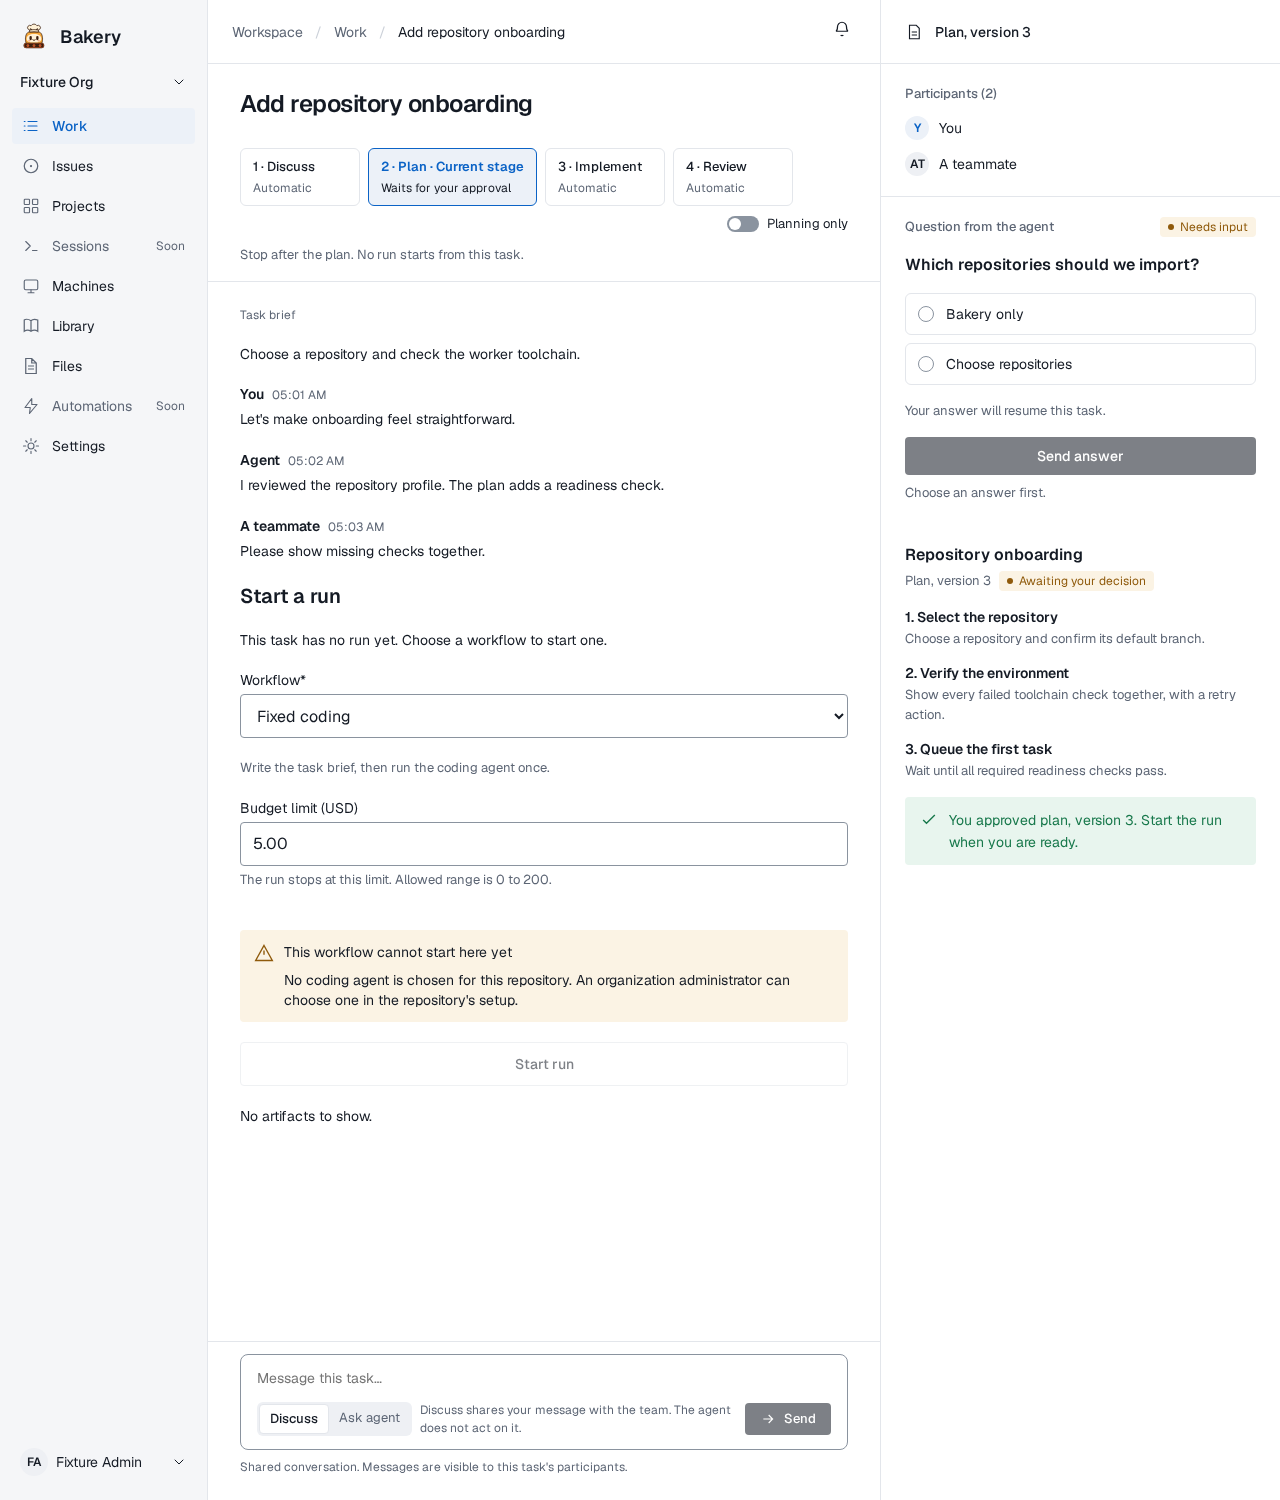 Bakery
Fixture Org
Work
Issues
Projects
Sessions Soon
Machines
Library
Files
Automations Soon
Settings
FA Fixture Admin
Workspace / Work / Add repository onboarding
Add repository onboarding
1 · Discuss
Automatic
2 · Plan · Current stage
Waits for your approval
3 · Implement
Automatic
4 · Review
Automatic
Planning only
Stop after the plan. No run starts from this task.
Task brief
Choose a repository and check the worker toolchain.
You 05:01 AM
Let's make onboarding feel straightforward.
Agent 05:02 AM
I reviewed the repository profile. The plan adds a readiness check.
A teammate 05:03 AM
Please show missing checks together.
Start a run
This task has no run yet. Choose a workflow to start one.
Workflow*
Fixed coding
Write the task brief, then run the coding agent once.
Budget limit (USD)
5.00
The run stops at this limit. Allowed range is 0 to 200.
This workflow cannot start here yet
No coding agent is chosen for this repository. An organization administrator can
choose one in the repository's setup.
Start run
No artifacts to show.
Message this task...
Discuss Ask agent
Discuss shares your message with the team. The agent
does not act on it.
Send
Shared conversation. Messages are visible to this task's participants.
Plan, version 3
Participants (2)
Y You
AT A teammate
Question from the agent Needs input
Which repositories should we import?
Bakery only
Choose repositories
Your answer will resume this task.
Send answer
Choose an answer first.
Repository onboarding
Plan, version 3 Awaiting your decision
1. Select the repository
Choose a repository and confirm its default branch.
2. Verify the environment
Show every failed toolchain check together, with a retry
action.
3. Queue the first task
Wait until all required readiness checks pass.
You approved plan, version 3. Start the run
when you are ready.